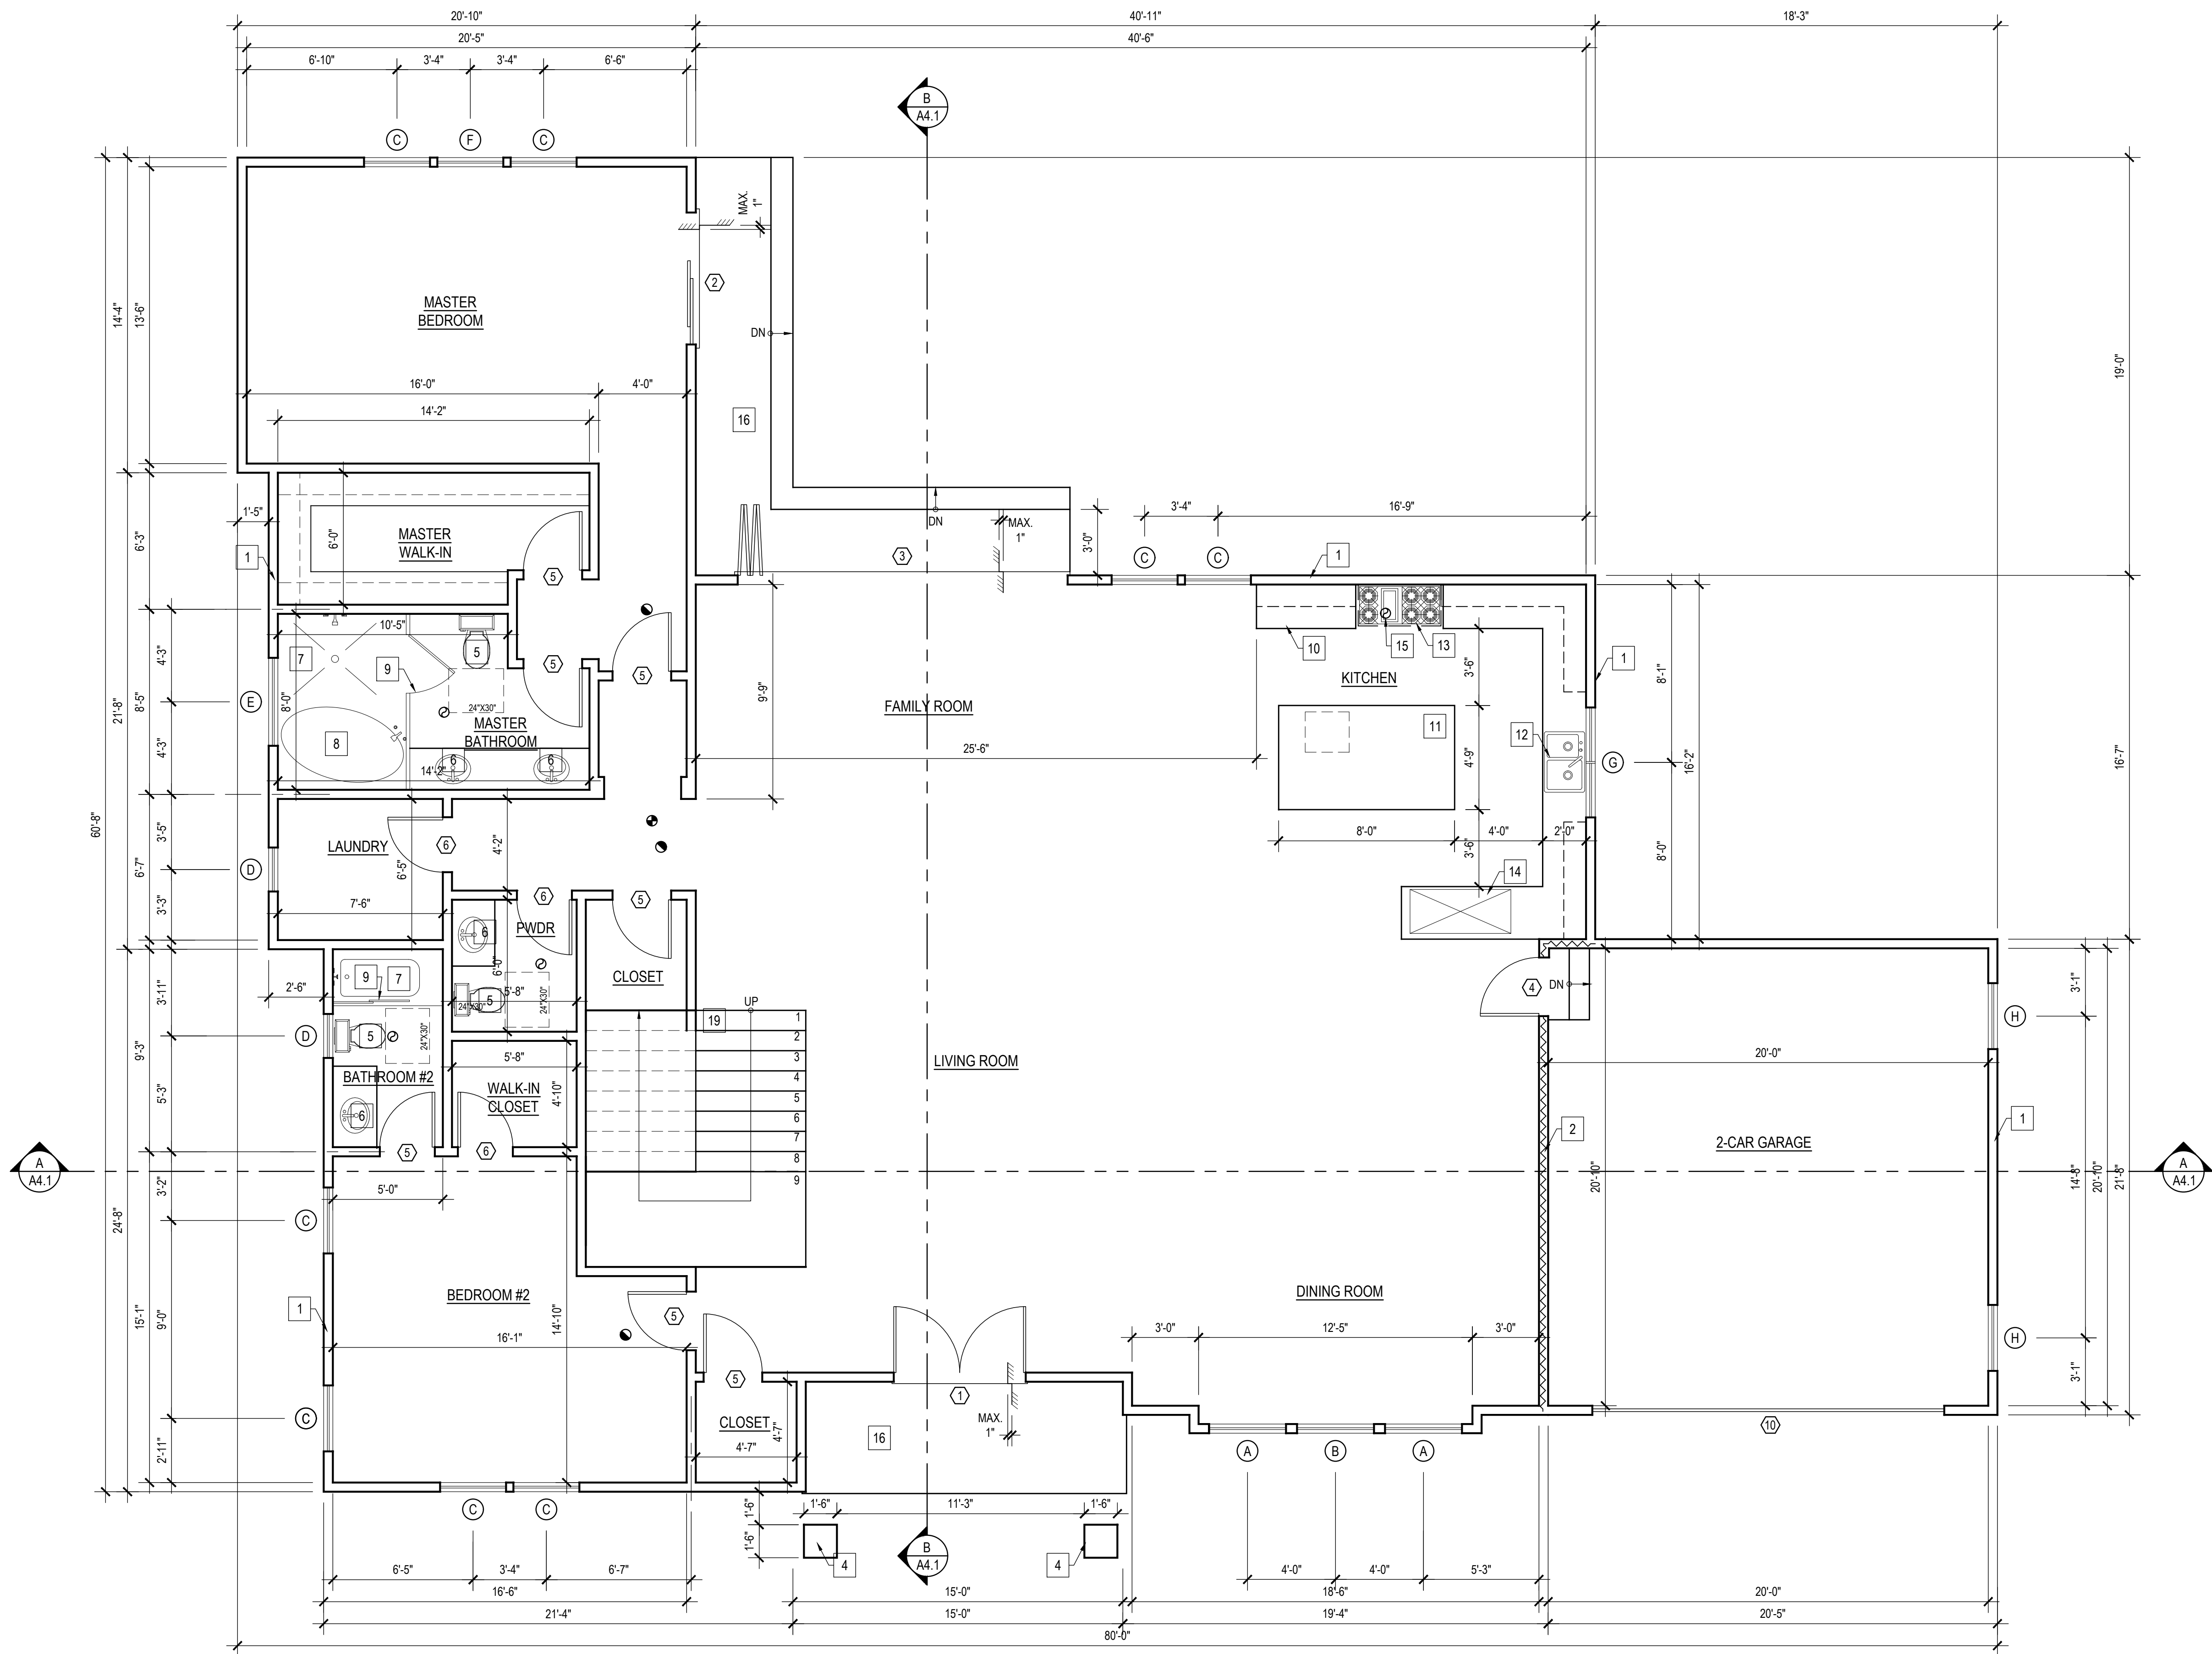 20'-10"
40'-11"
18'-3"
20'-5"
40'-6"
6'-10"
3'-4"
3'-4"
6'-6"
C
F
C
B
A4.1
MAX.
1"
2
DN
MASTER
BEDROOM
16'-0"
4'-0"
14'-2"
16
60'-8"
14'-4"
13'-6"
21'-8"
6'-3"
4'-3"
8'-5"
4'-3"
3'-5"
6'-7"
3'-3"
24'-8"
3'-11"
9'-3"
5'-3"
3'-2"
15'-1"
9'-0"
2'-11"
19'-0"
16'-7"
21'-8"
1'-5"
1
MASTER
WALK-IN
6'-0"
5
DN
MAX.
1"
3
3'-0"
3'-4"
16'-9"
C
C
1
10'-5"
7
9
5
5
5
24"X30"
E
8'-0"
8
MASTER
BATHROOM
6
6
14'-2"
9'-9"
FAMILY ROOM
25'-6"
10
15
13
KITCHEN
3'-6"
11
4'-9"
12
G
1
8'-1"
16'-2"
8'-0"
8'-0"
4'-0"
2'-0"
3'-6"
14
D
LAUNDRY
6'-5"
7'-6"
6
4'-2"
6
5
PWDR
6
6'-0"
5'-8"
5
24"X30"
24"X30"
CLOSET
2'-6"
9
7
D
5
24"X30"
BATHROOM #2
6
5
5'-0"
5'-8"
WALK-IN
CLOSET
4'-10"
6
UP
19
1
2
3
4
5
6
7
8
9
LIVING ROOM
4
DN
2
20'-10"
20'-0"
2-CAR GARAGE
1
H
H
3'-1"
14'-8"
20'-10"
3'-1"
A
A4.1
A
A4.1
C
1
C
BEDROOM #2
16'-1"
14'-10"
5
5
CLOSET
4'-7"
4'-7"
1
MAX.
1"
16
DINING ROOM
3'-0"
12'-5"
3'-0"
A
B
A
10
C
C
1'-6"
1'-6"
1'-6"
11'-3"
1'-6"
4
4
B
A4.1
6'-5"
3'-4"
6'-7"
4'-0"
4'-0"
5'-3"
16'-6"
15'-0"
18'-6"
20'-0"
21'-4"
15'-0"
19'-4"
20'-5"
80'-0"